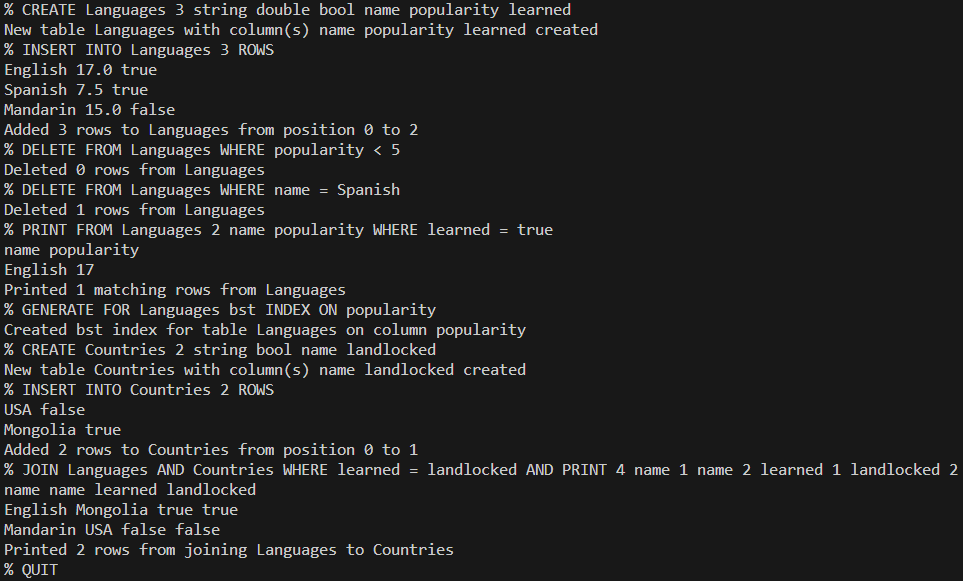 % CREATE Languages 3 string double bool name popularity learned
New table Languages with column(s) name popularity learned created
% INSERT INTO Languages 3 ROWS
English 17.0 true
Spanish 7.5 true
Mandarin 15.0 false
Added 3 rows to Languages from position 0 to 2
% DELETE FROM Languages WHERE popularity < 5
Deleted 0 rows from Languages
% DELETE FROM Languages WHERE name = Spanish
Deleted 1 rows from Languages
% PRINT FROM Languages 2 name popularity WHERE learned = true
name popularity
English 17
Printed 1 matching rows from Languages
% GENERATE FOR Languages bst INDEX ON popularity
Created bst index for table Languages on column popularity
% CREATE Countries 2 string bool name landlocked
New table Countries with column(s) name landlocked created
% INSERT INTO Countries 2 ROWS
USA false
Mongolia true
Added 2 rows to Countries from position 0 to 1
% JOIN Languages AND Countries WHERE learned = landlocked AND PRINT 4 name 1 name 2 learned 1 landlocked 2
name name learned landlocked
English Mongolia true true
Mandarin USA false false
Printed 2 rows from joining Languages to Countries
% QUIT